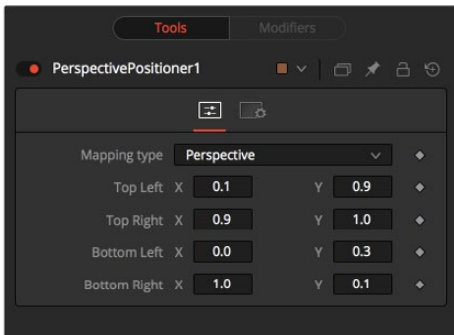 Tools Modifiers
PerspectivePositioner1
Mapping type Perspective
Top Left X 0.1 Y 0.9
Top Right X 0.9 Y 1.0
Bottom Left X 0.0 Y 0.3
Bottom Right X 1.0 Y 0.1